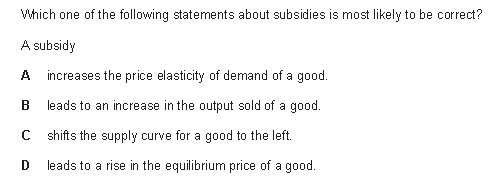 Which one of the following statements about subsidies is most likely to be correct?
A subsidy
A increases the price elasticity of demand of a good.
B leads to an increase in the output sold of a good.
C shifts the supply curve for a good to the left.
D leads to a rise in the equilibrium price of a good.